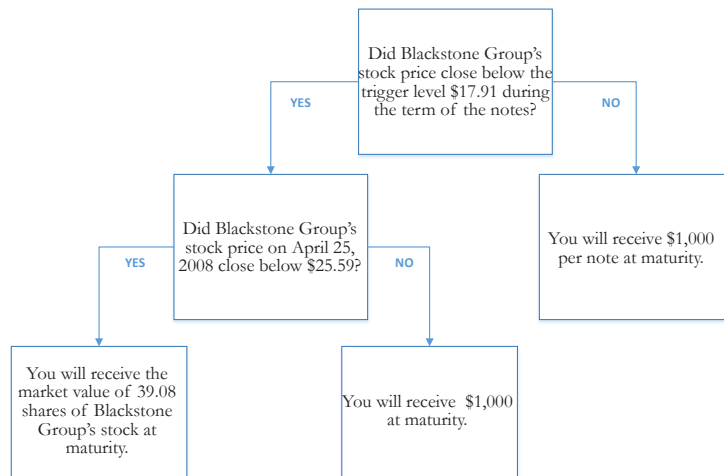 Did Blackstone Group's
stock price close below the
trigger level $17.91 during
the term of the notes?
YES
NO
Did Blackstone Group's
stock price on April 25,
2008 close below $25.59?
You will receive $1,000
per note at maturity.
YES
NO
You will receive the
market value of 39.08
shares of Blackstone
Group's stock at
maturity.
You will receive $1,000
at maturity.